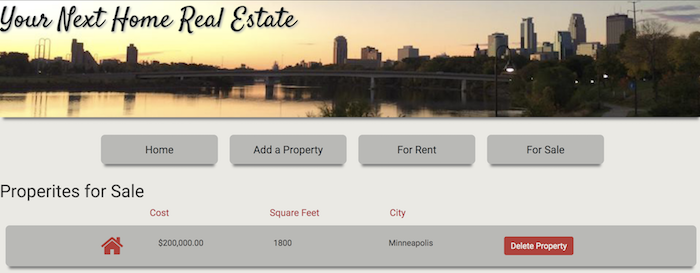 Your Next Home Real Estate
Home Add a Property For Rent For Sale
Properites for Sale
Cost Square Feet City
$200,000.00 1800 Minneapolis Delete Property